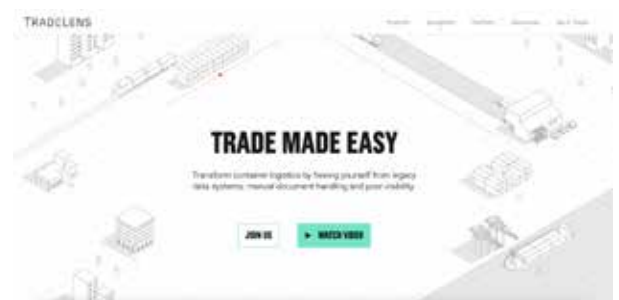 TRADELENS
TRADE MADE EASY
Transform container logistics by freeing yourself from legacy
data systems, manual document handling and poor visibility
JOIN US
WATCH VIDEO